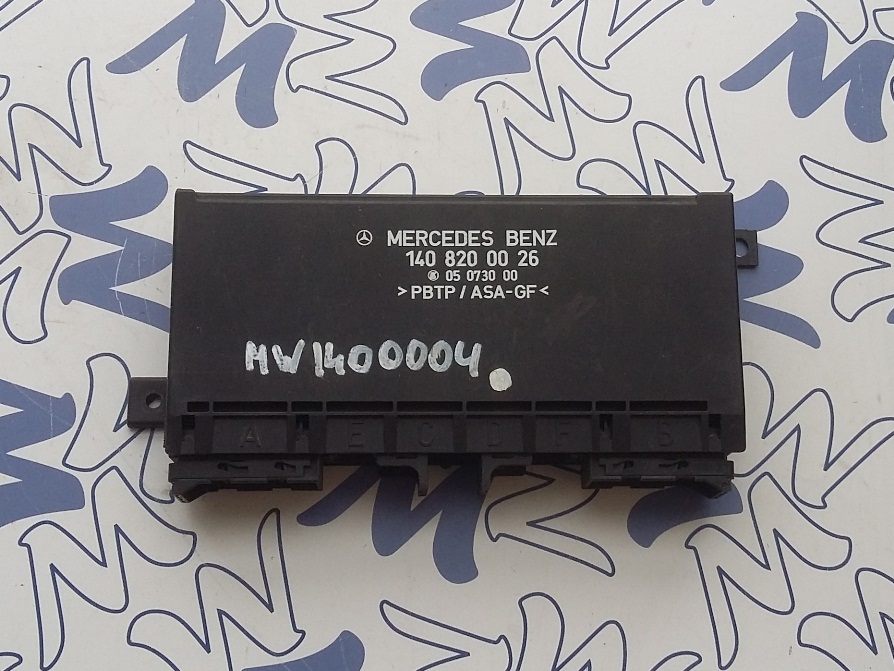 MERCEDES BENZ
140 820 00 26
05 0730 00
>PBTP / ASA-GF<
MW1400004.
A E C D F B